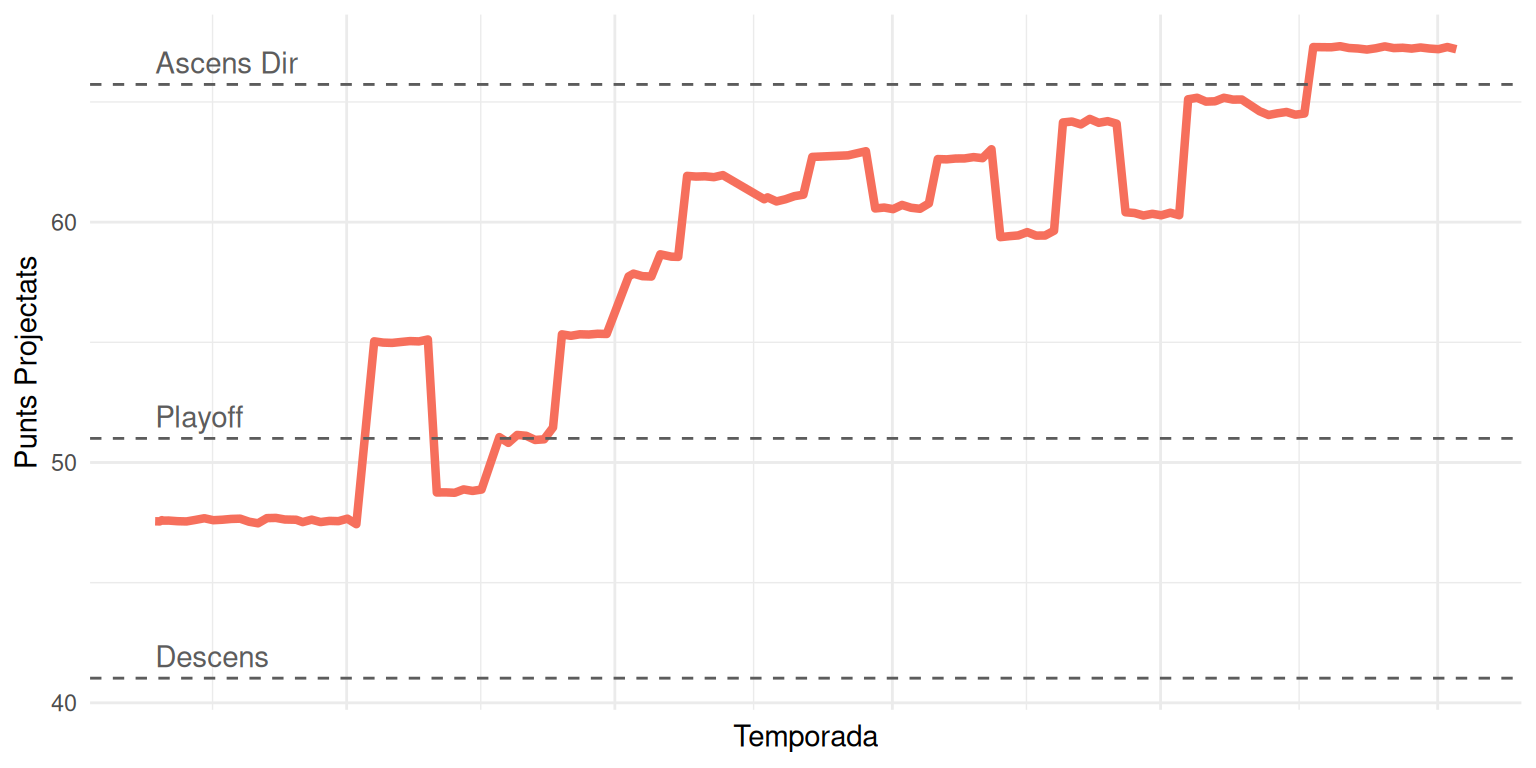 Ascens Dir
60
Punts Projectats
Playoff
50
Descens
40
Temporada